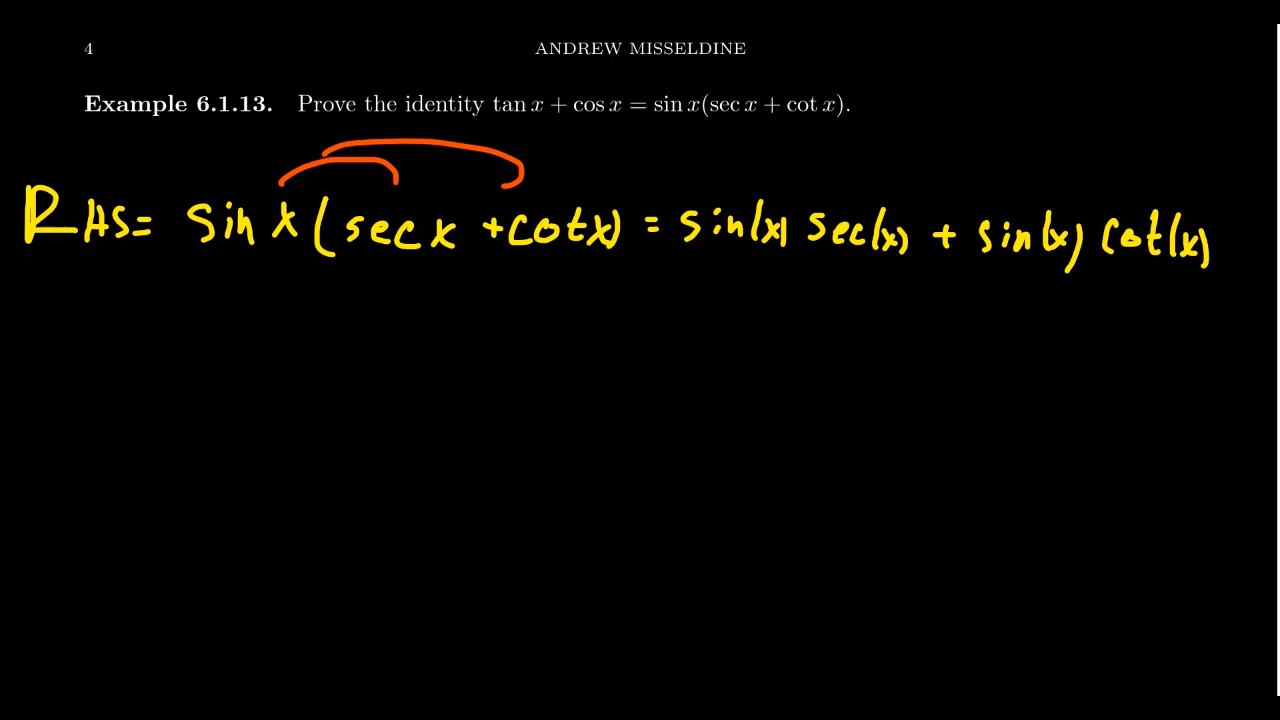 4 ANDREW MISSELDINE
Example 6.1.13. Prove the identity tan x + cos x = sin x(sec x + cot x).
RHS= sin x (sec x + cot x) = sin(x) sec(x) + sin(x) cot(x)